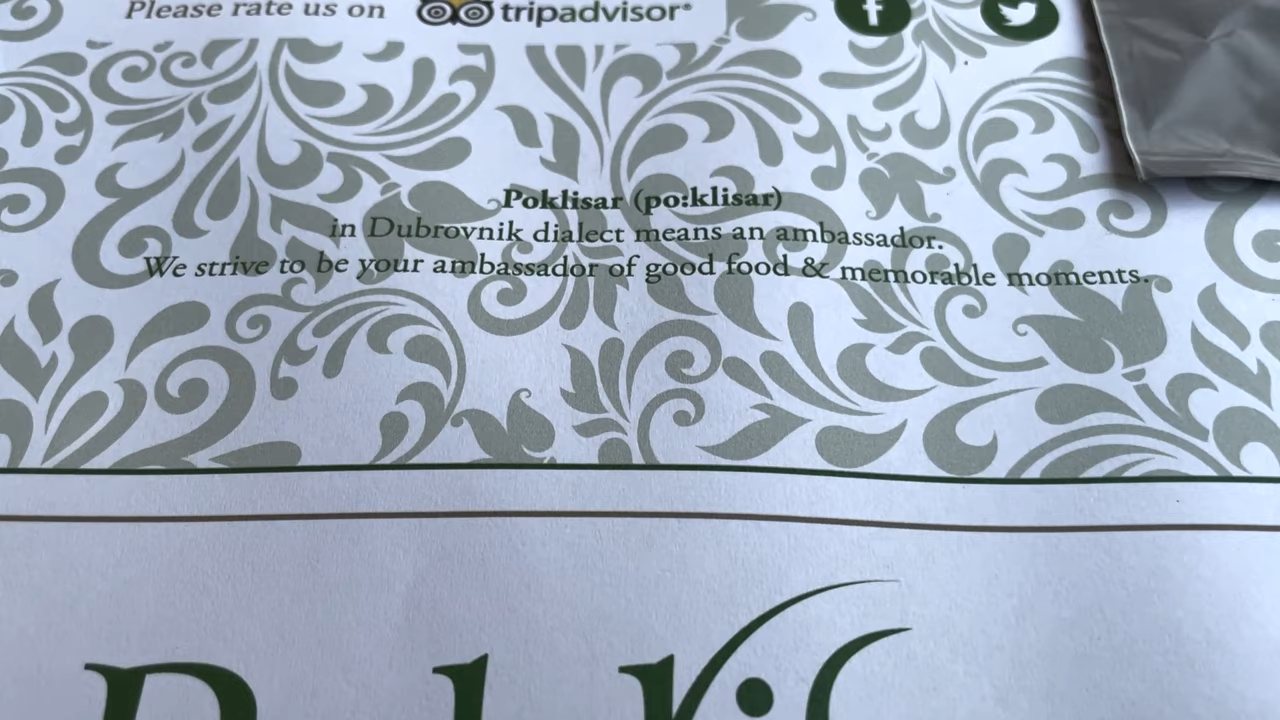 Please rate us on tripadvisor®
Poklisar (po:klisar)
in Dubrovnik dialect means an ambassador.
We strive to be your ambassador of good food & memorable moments.